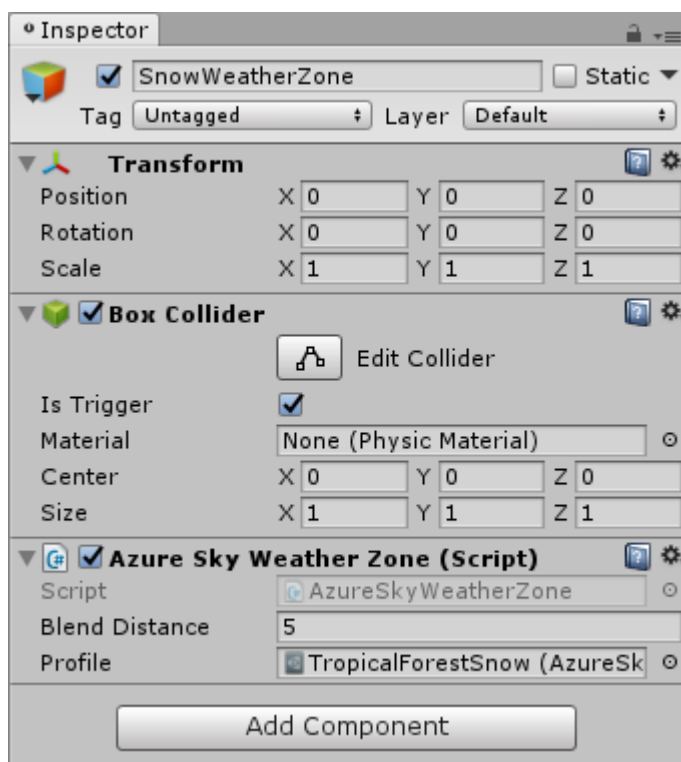 Inspector
SnowWeatherZone Static
Tag Untagged Layer Default
Transform
Position X 0 Y 0 Z 0
Rotation X 0 Y 0 Z 0
Scale X 1 Y 1 Z 1
Box Collider
Edit Collider
Is Trigger
Material None (Physic Material)
Center X 0 Y 0 Z 0
Size X 1 Y 1 Z 1
C# Azure Sky Weather Zone (Script)
Script AzureSkyWeatherZone
Blend Distance 5
Profile TropicalForestSnow (AzureSk
Add Component